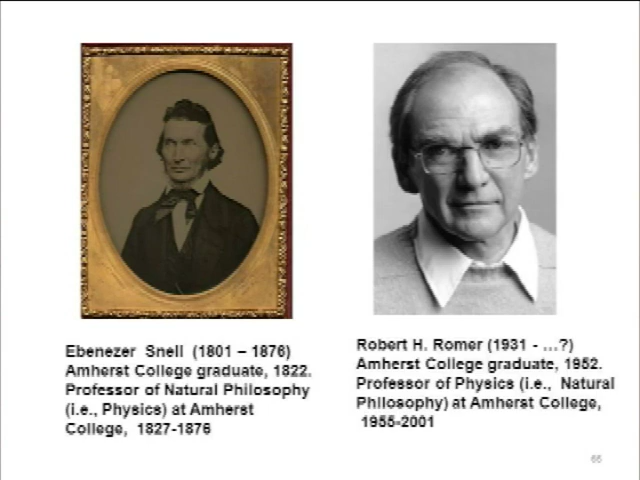 Ebenezer Snell (1801 – 1876)
Amherst College graduate, 1822.
Professor of Natural Philosophy
(i.e., Physics) at Amherst
College, 1827-1876
Robert H. Romer (1931 - …?)
Amherst College graduate, 1952.
Professor of Physics (i.e., Natural
Philosophy) at Amherst College,
1955-2001